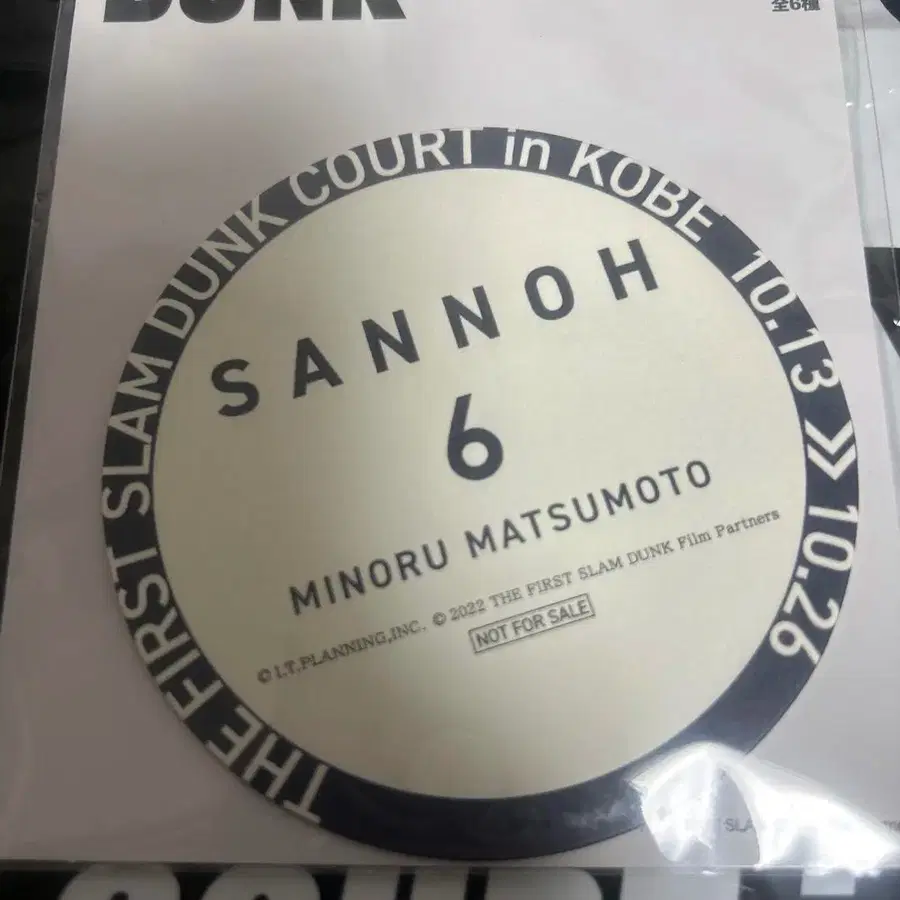 DUNK
全6種
THE FIRST SLAM DUNK COURT in KOBE 10.13 >> 10.26
SANNOH
6
MINORU MATSUMOTO
© I.T.PLANNING,INC. © 2022 THE FIRST SLAM DUNK Film Partners
NOT FOR SALE